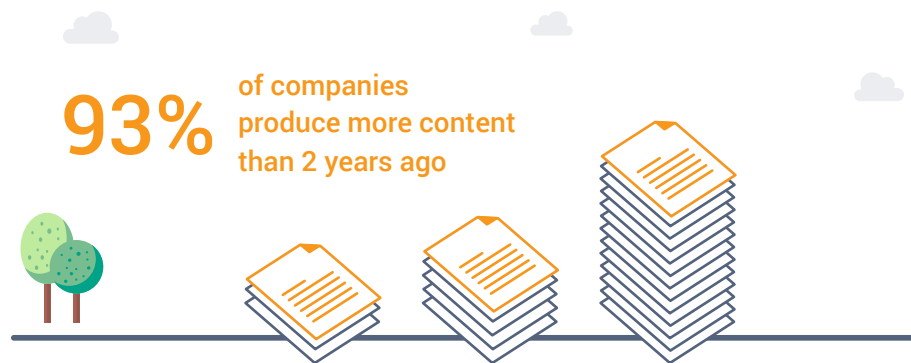 93%
of companies
produce more content
than 2 years ago